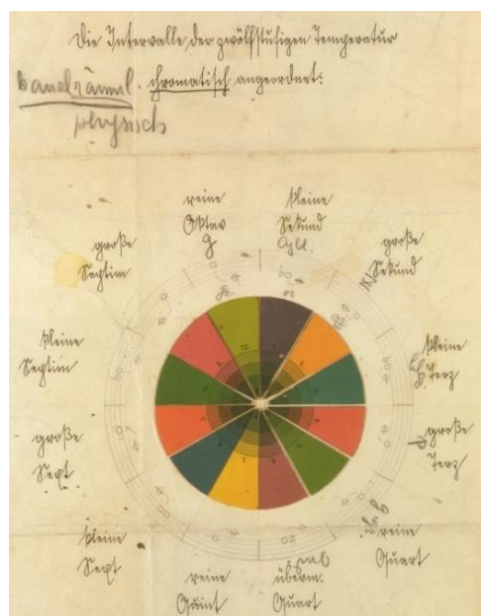 Die Intervalle der zwölfstufigen Temperatur
chromatisch angeordnet:
physisch
reine
Oktav
kleine
Sekund
große
Sekund
kleine
Terz
große
Terz
reine
Quart
überm.
Quart
reine
Quint
kleine
Sext
große
Sext
kleine
Septim
große
Septim